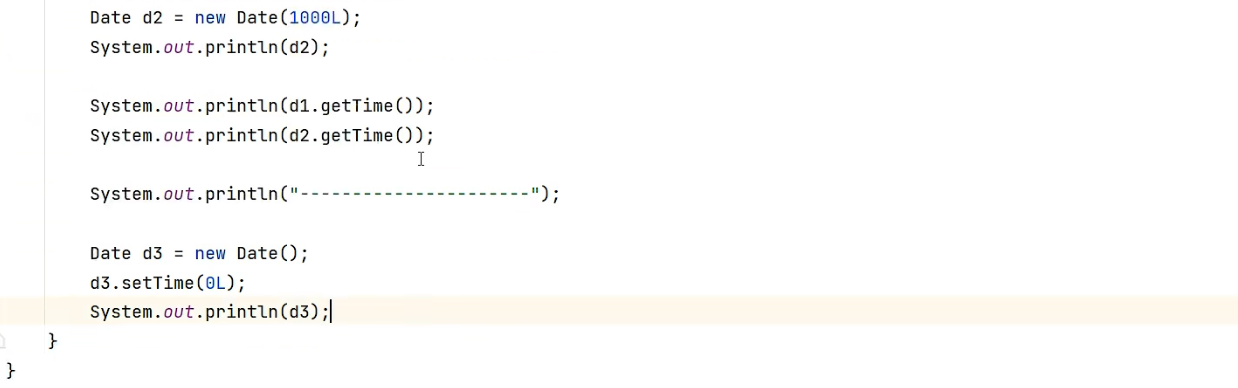 Date d2 = new Date(1000L);
System.out.println(d2);
System.out.println(d1.getTime());
System.out.println(d2.getTime());
System.out.println("----------------------");
Date d3 = new Date();
d3.setTime(0L);
System.out.println(d3);
}
}